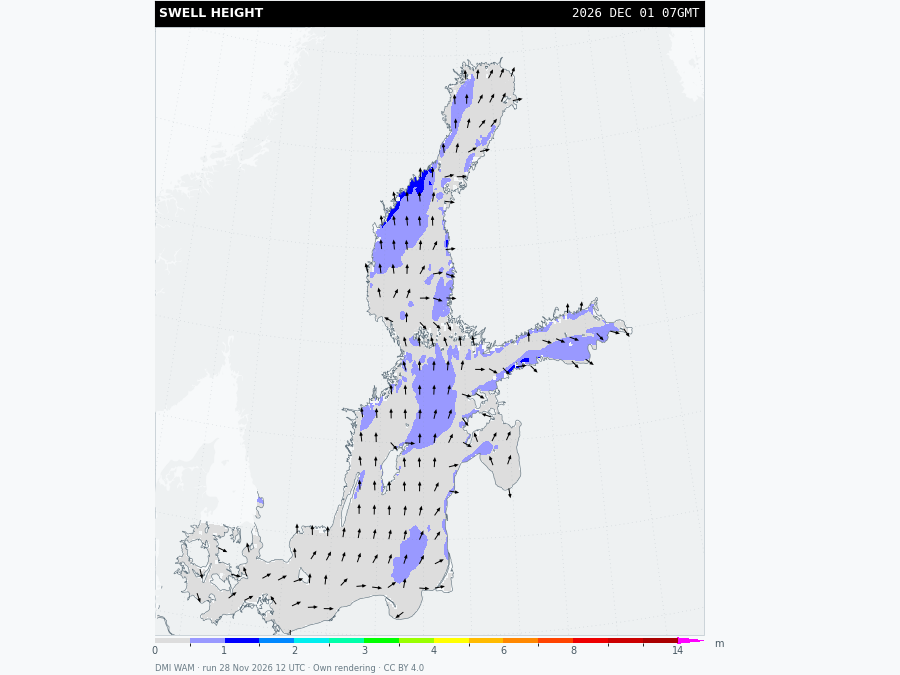 SWELL HEIGHT 2026 DEC 01 07GMT
0 1 2 3 4 6 8 14 m
DMI WAM · run 28 Nov 2026 12 UTC · Own rendering · CC BY 4.0